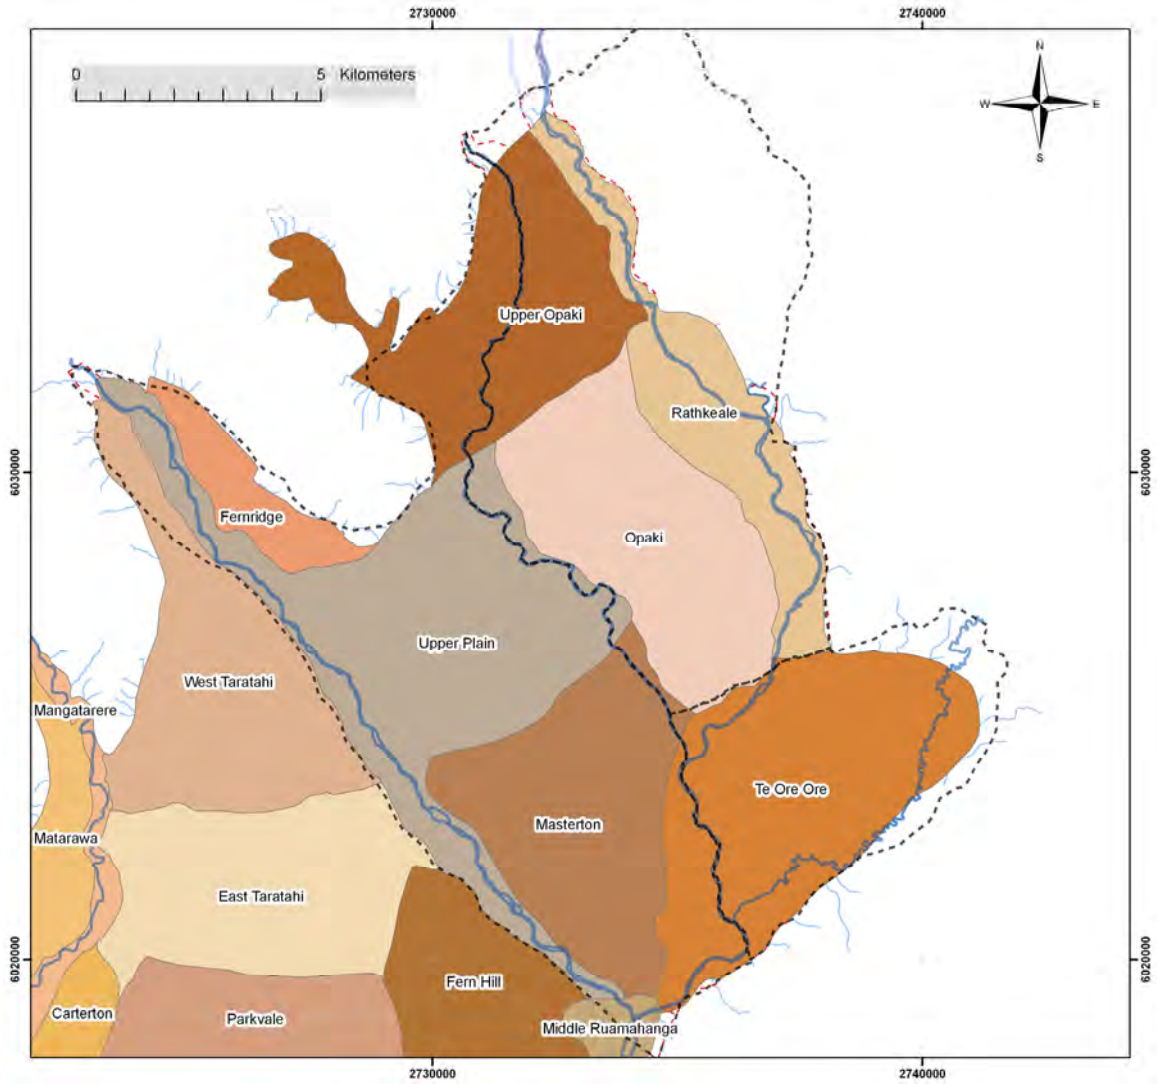 2730000
2740000
0 5 Kilometers
N
W E
S
Upper Opaki
Rathkeale
6030000
6030000
Fernridge
Opaki
Upper Plain
West Taratahi
Mangatarere
Te Ore Ore
Masterton
Matarawa
East Taratahi
6020000
6020000
Fern Hill
Carterton
Parkvale
Middle Ruamahanga
2730000
2740000